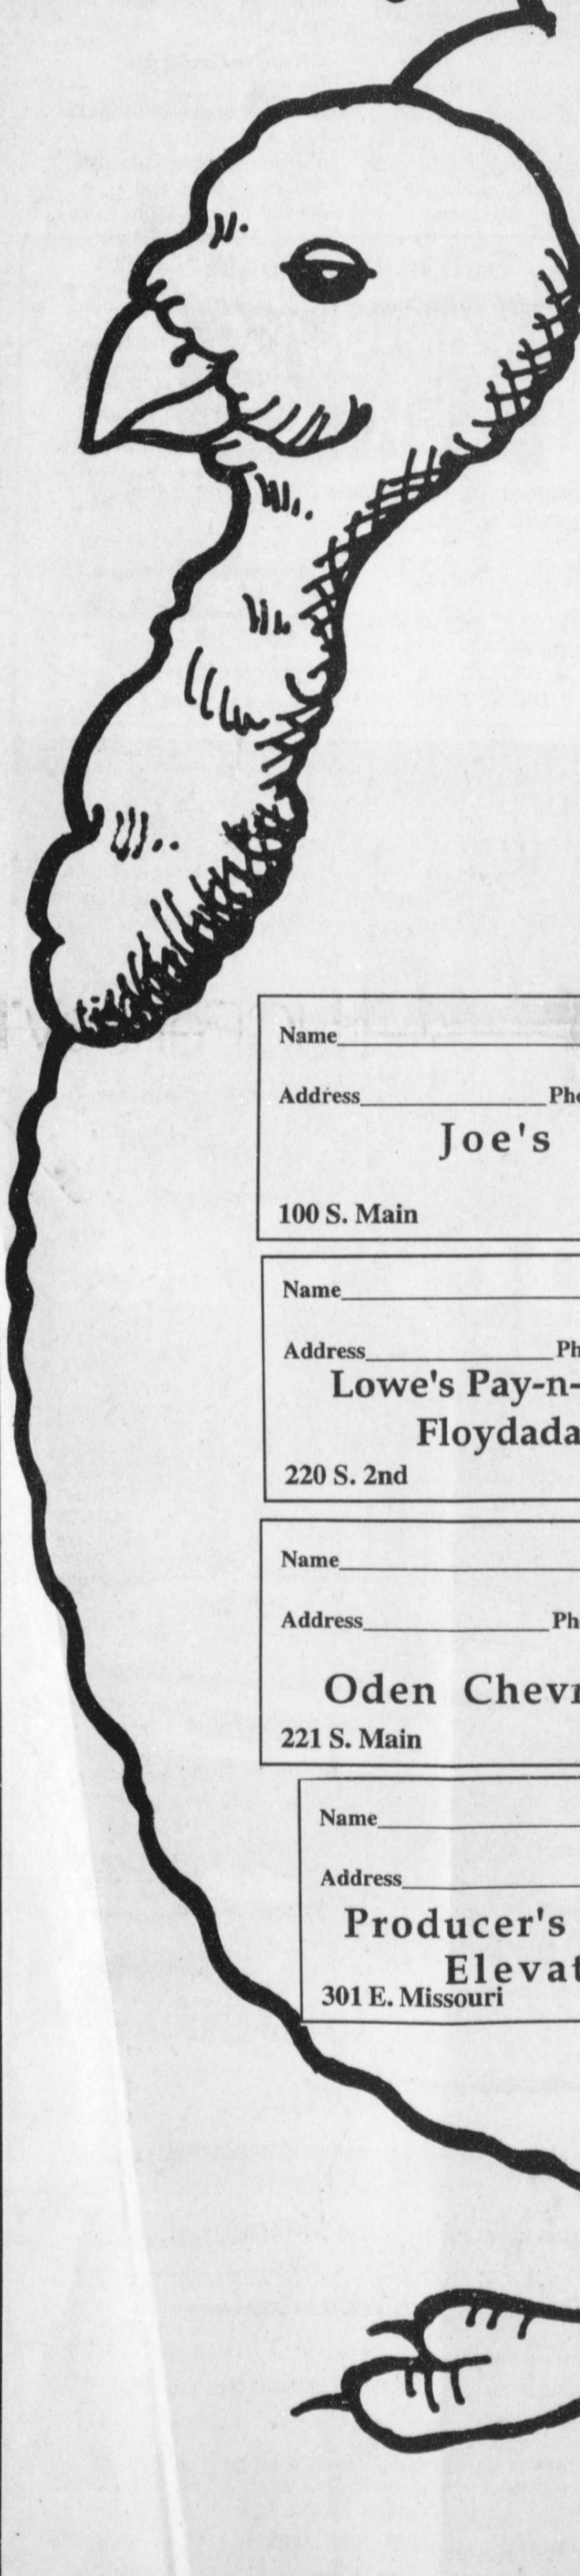 Name
Address Pho
Joe's
100 S. Main
Name
Address Ph
Lowe's Pay-n-
Floydada
220 S. 2nd
Name
Address Ph
Oden Chevr
221 S. Main
Name
Address
Producer's
Elevat
301 E. Missouri